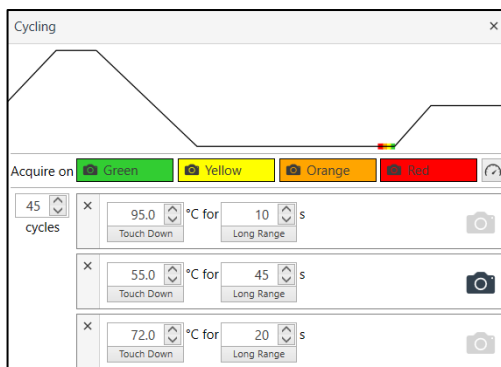 Cycling ×
Acquire on Green Yellow Orange Red
45 cycles
× 95.0 °C for 10 s
Touch Down Long Range
× 55.0 °C for 45 s
Touch Down Long Range
× 72.0 °C for 20 s
Touch Down Long Range